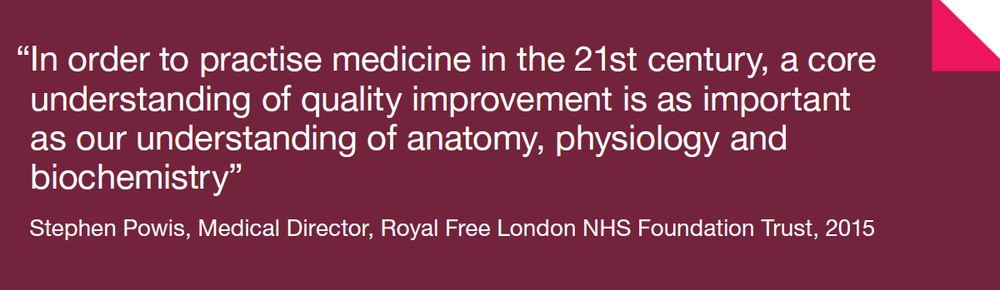 “In order to practise medicine in the 21st century, a core
understanding of quality improvement is as important
as our understanding of anatomy, physiology and
biochemistry”
Stephen Powis, Medical Director, Royal Free London NHS Foundation Trust, 2015